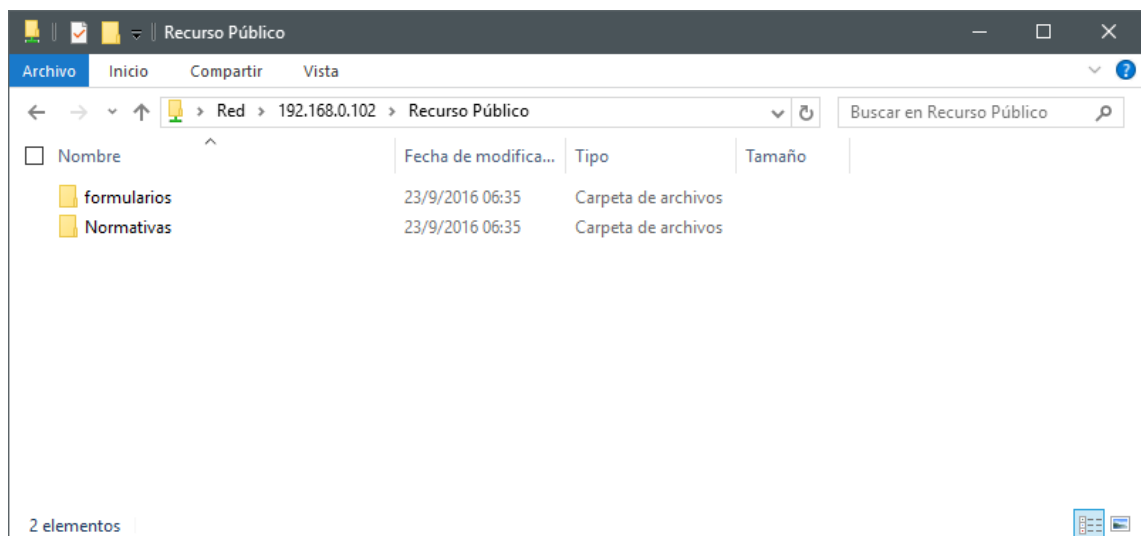 Recurso Público
Archivo Inicio Compartir Vista
Red > 192.168.0.102 > Recurso Público Buscar en Recurso Público
Nombre Fecha de modifica... Tipo Tamaño
formularios 23/9/2016 06:35 Carpeta de archivos
Normativas 23/9/2016 06:35 Carpeta de archivos
2 elementos